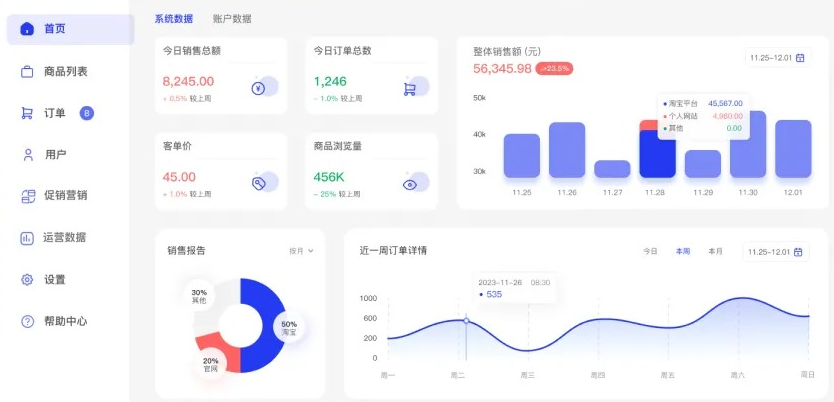 首页
商品列表
订单 8
用户
促销营销
运营数据
设置
帮助中心
系统数据 账户数据
今日销售总额
8,245.00
+ 0.5% 较上周
今日订单总数
1,246
− 1.0% 较上周
客单价
45.00
+ 1.0% 较上周
商品浏览量
456K
− 25% 较上周
整体销售额 (元)
56,345.98 23.5%
11.25-12.01
50k
40k
30k
淘宝平台 45,567.00
个人网站 4,980.00
其他 0.00
11.25 11.26 11.27 11.28 11.29 11.30 12.01
销售报告 按月
30%
其他
50%
淘宝
20%
官网
近一周订单详情 今日 本周 本月 11.25-12.01
2023-11-26 08:30
535
1000
600
200
0
周一 周二 周三 周四 周五 周六 周日